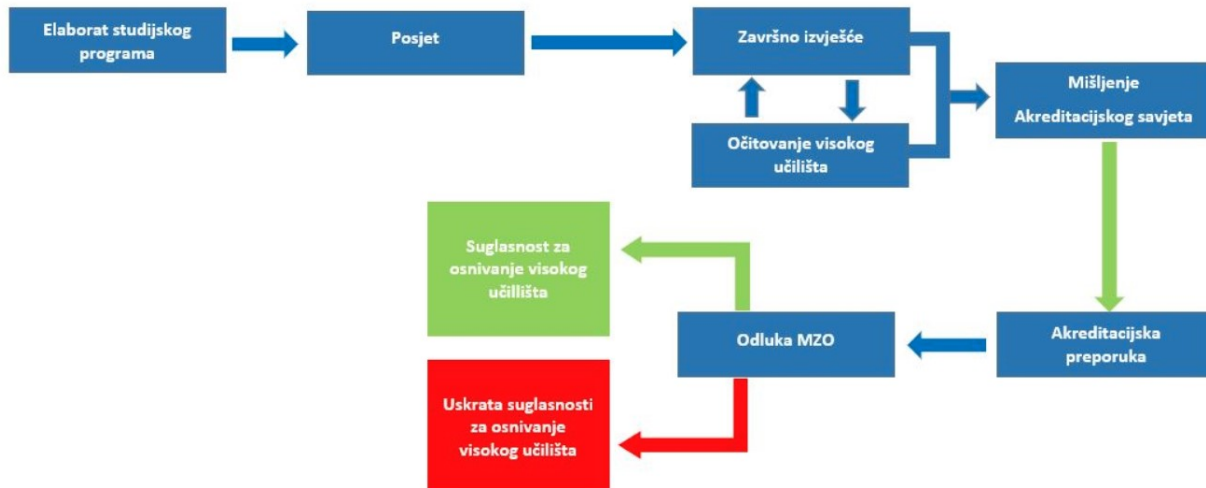 Elaborat studijskog
programa
Posjet
Završno izvješće
Očitovanje visokog
učilišta
Mišljenje
Akreditacijskog savjeta
Akreditacijska
preporuka
Odluka MZO
Suglasnost za
osnivanje visokog
učillišta
Uskrata suglasnosti
za osnivanje
visokog učilišta